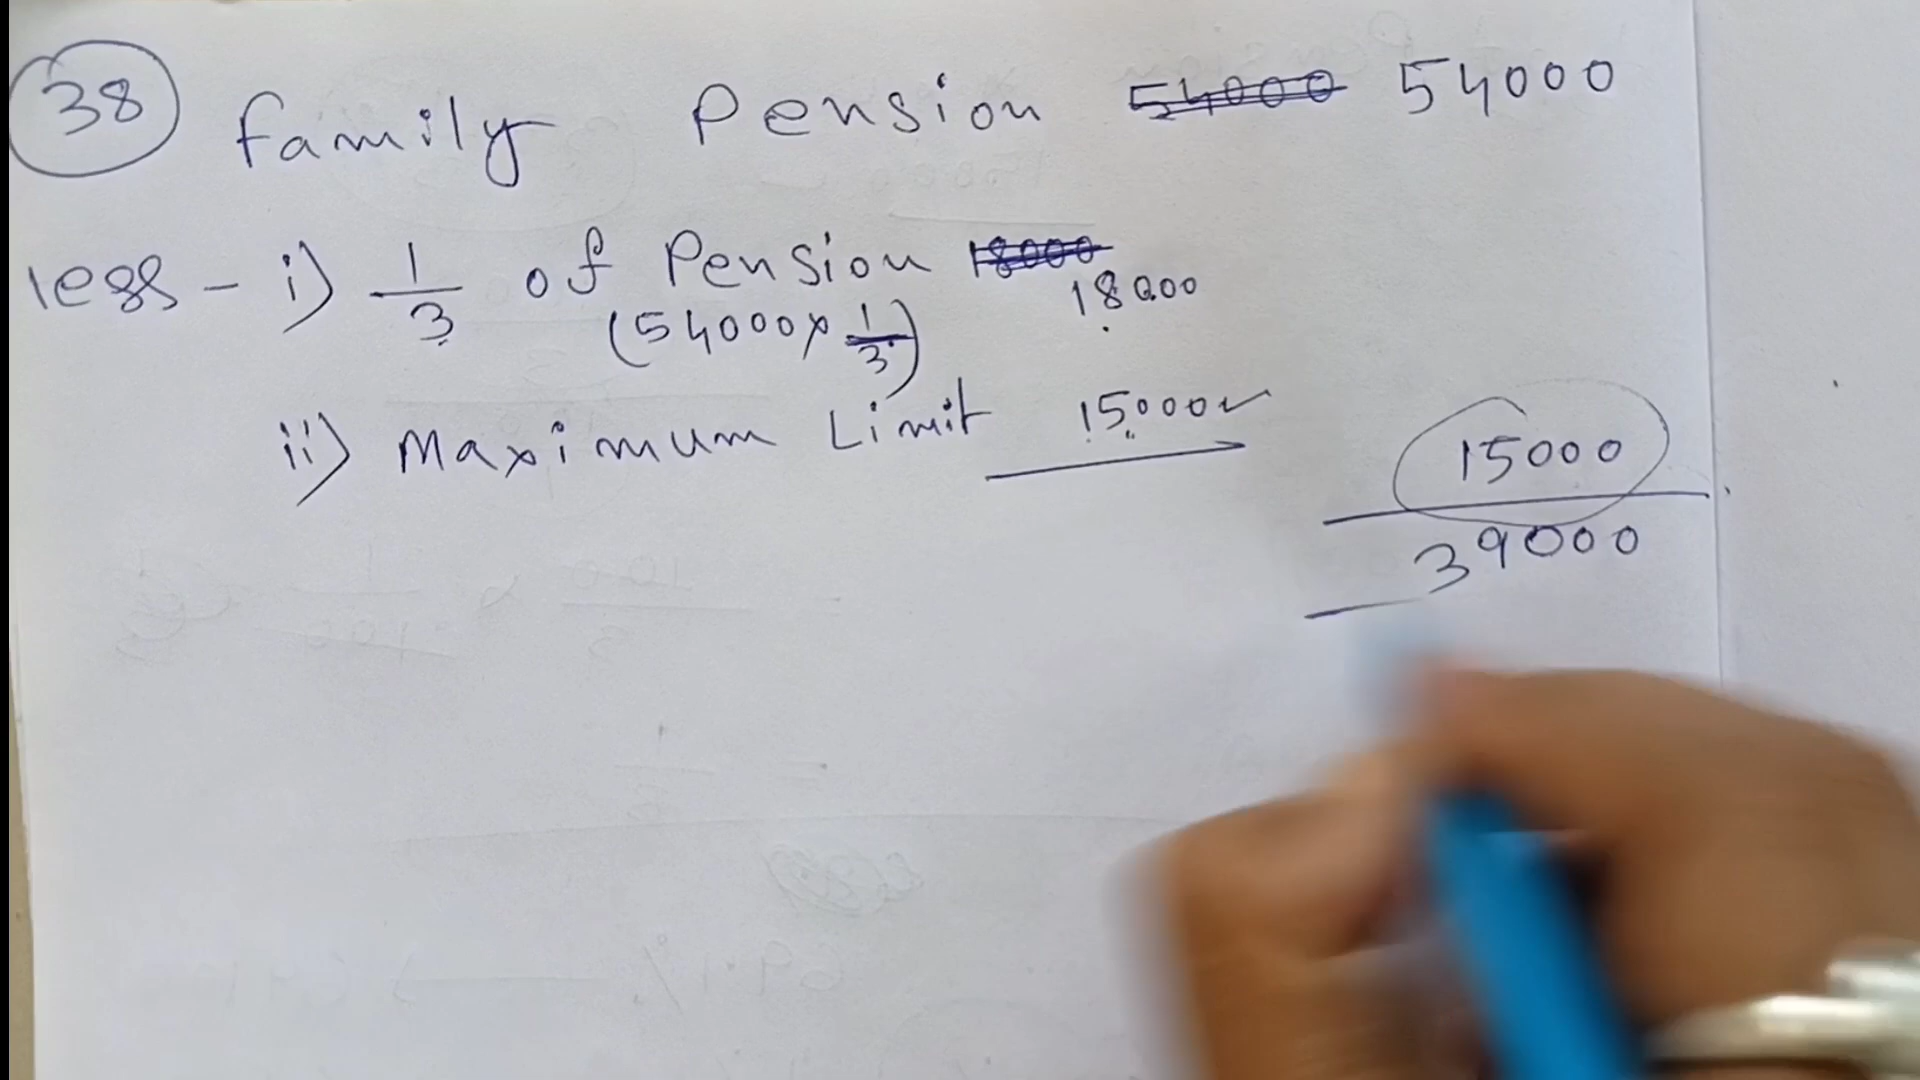 38 Family Pension 54000 54000
less - i) 1/3 of Pension 18000
(54000 x 1/3) 18000
ii) Maximum Limit 15000 15000
39000